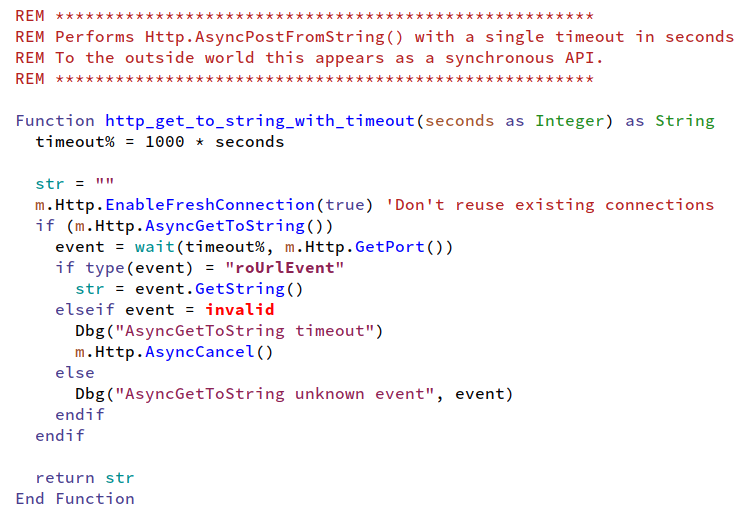 REM ******************************************************
REM Performs Http.AsyncPostFromString() with a single timeout in seconds
REM To the outside world this appears as a synchronous API.
REM ******************************************************

Function http_get_to_string_with_timeout(seconds as Integer) as String
  timeout% = 1000 * seconds

  str = ""
  m.Http.EnableFreshConnection(true) 'Don't reuse existing connections
  if (m.Http.AsyncGetToString())
    event = wait(timeout%, m.Http.GetPort())
    if type(event) = "roUrlEvent"
      str = event.GetString()
    elseif event = invalid
      Dbg("AsyncGetToString timeout")
      m.Http.AsyncCancel()
    else
      Dbg("AsyncGetToString unknown event", event)
    endif
  endif

  return str
End Function